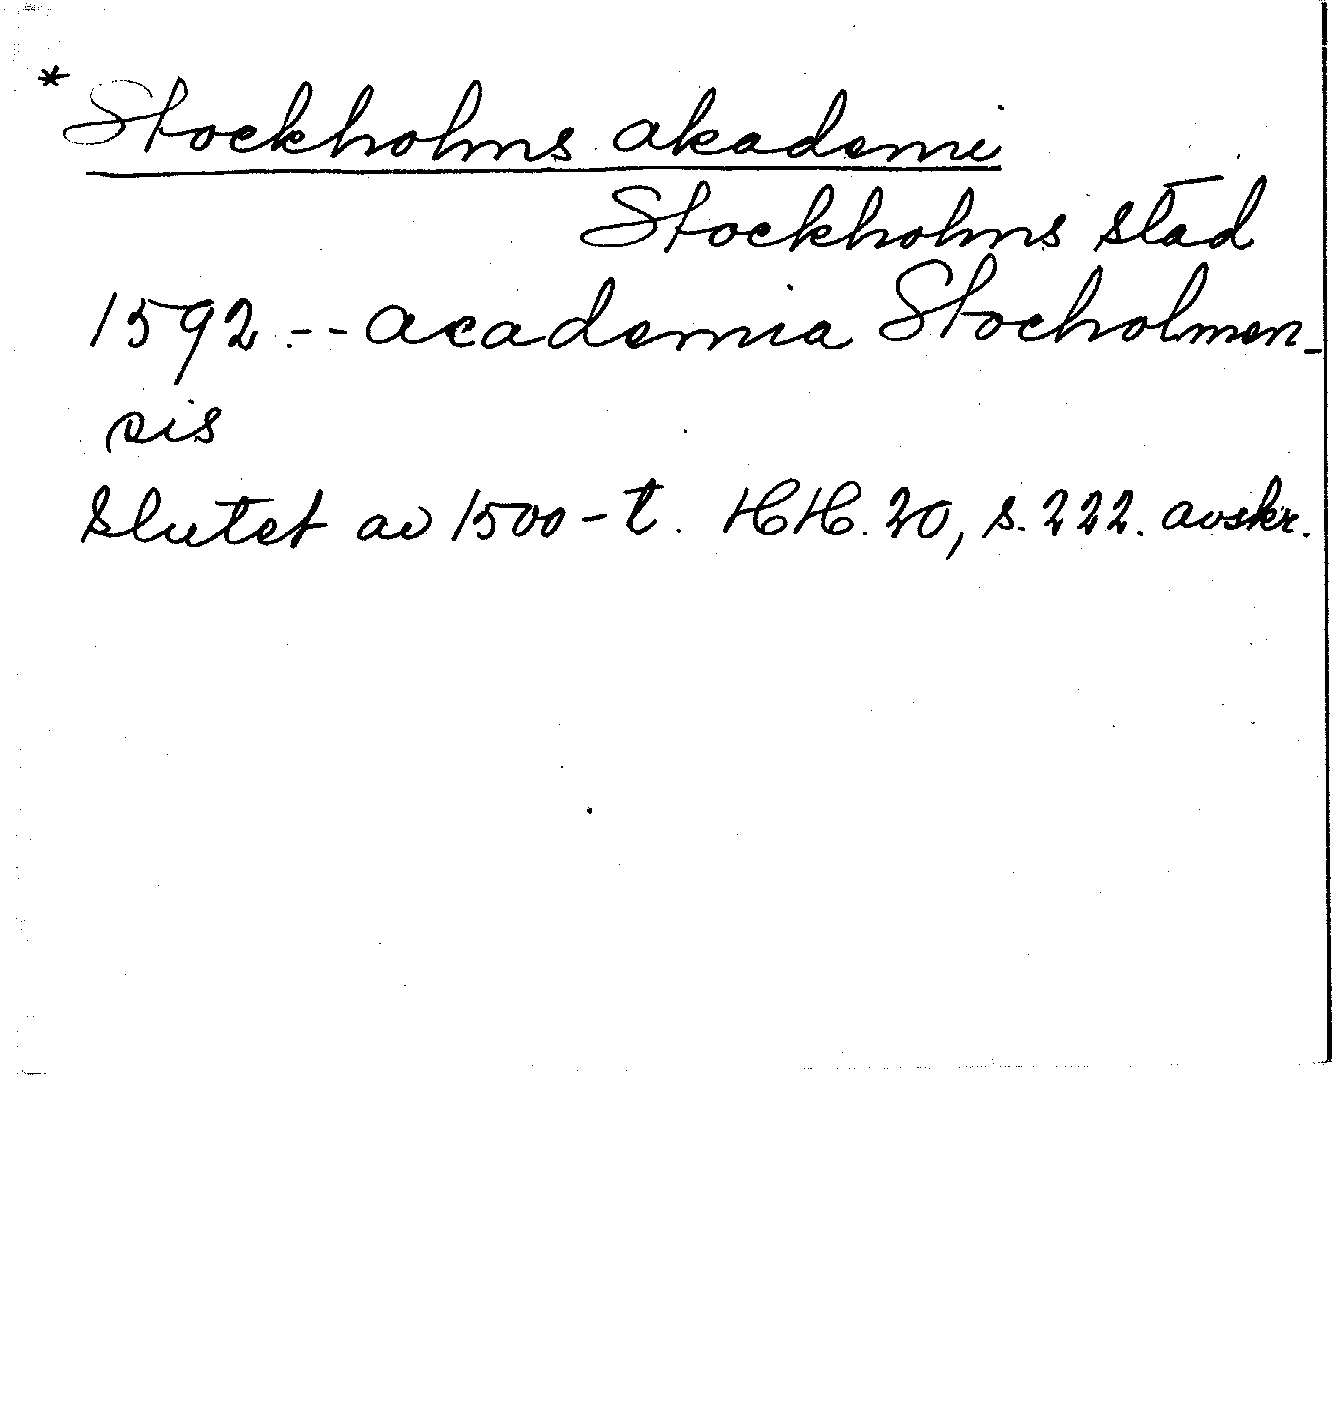 * Stockholms akademi
Stockholms stad
1592 -- academia Stocholmen-
sis
Slutet av 1500-t. HH. 20, s. 222. avskr.